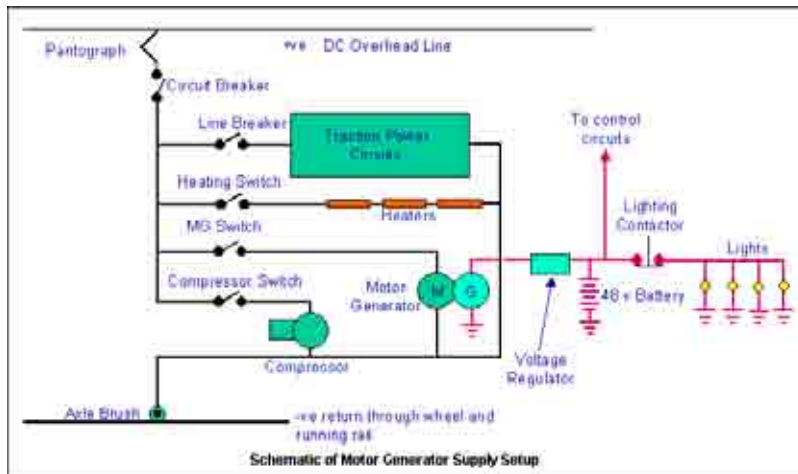 +ve DC Overhead Line
Pantograph
Circuit Breaker
Line Breaker
Traction Power
Circuits
To control
circuits
Heating Switch
Heaters
Lighting
Contactor
MG Switch
Lights
Compressor Switch
Motor
Generator
M
G
48 v Battery
Compressor
Voltage
Regulator
Axle Brush
-ve return through wheel and
running rail
Schematic of Motor Generator Supply Setup